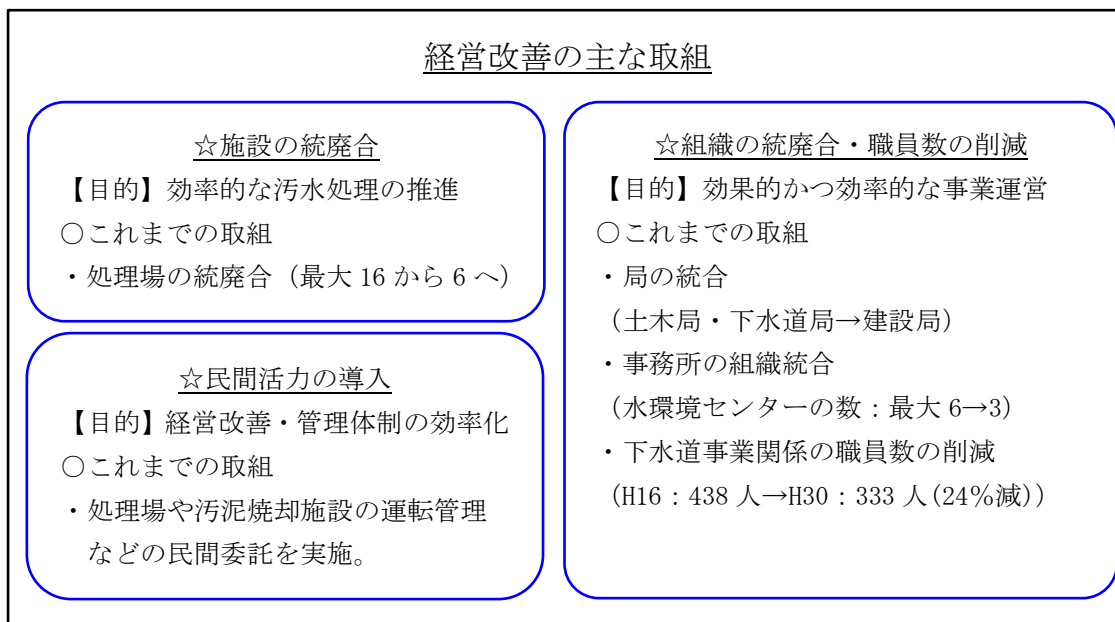 経営改善の主な取組
☆施設の統廃合
【目的】効率的な汚水処理の推進
○これまでの取組
・処理場の統廃合（最大 16 から 6 へ）
☆民間活力の導入
【目的】経営改善・管理体制の効率化
○これまでの取組
・処理場や汚泥焼却施設の運転管理
などの民間委託を実施。
☆組織の統廃合・職員数の削減
【目的】効果的かつ効率的な事業運営
○これまでの取組
・局の統合
（土木局・下水道局→建設局）
・事務所の組織統合
（水環境センターの数：最大 6→3）
・下水道事業関係の職員数の削減
（H16：438 人→H30：333 人(24%減)）